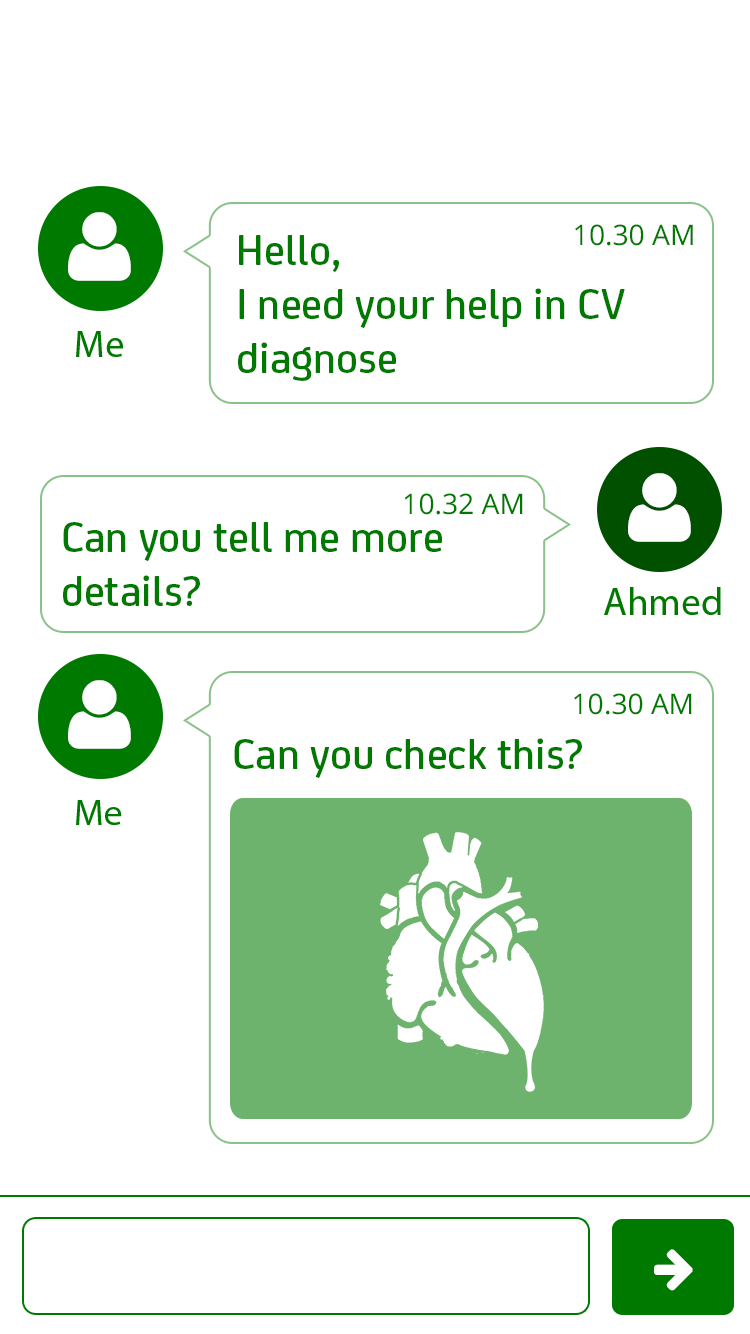 10.30 AM
Hello,
I need your help in CV
diagnose
Me
10.32 AM
Can you tell me more
details?
Ahmed
10.30 AM
Can you check this?
Me